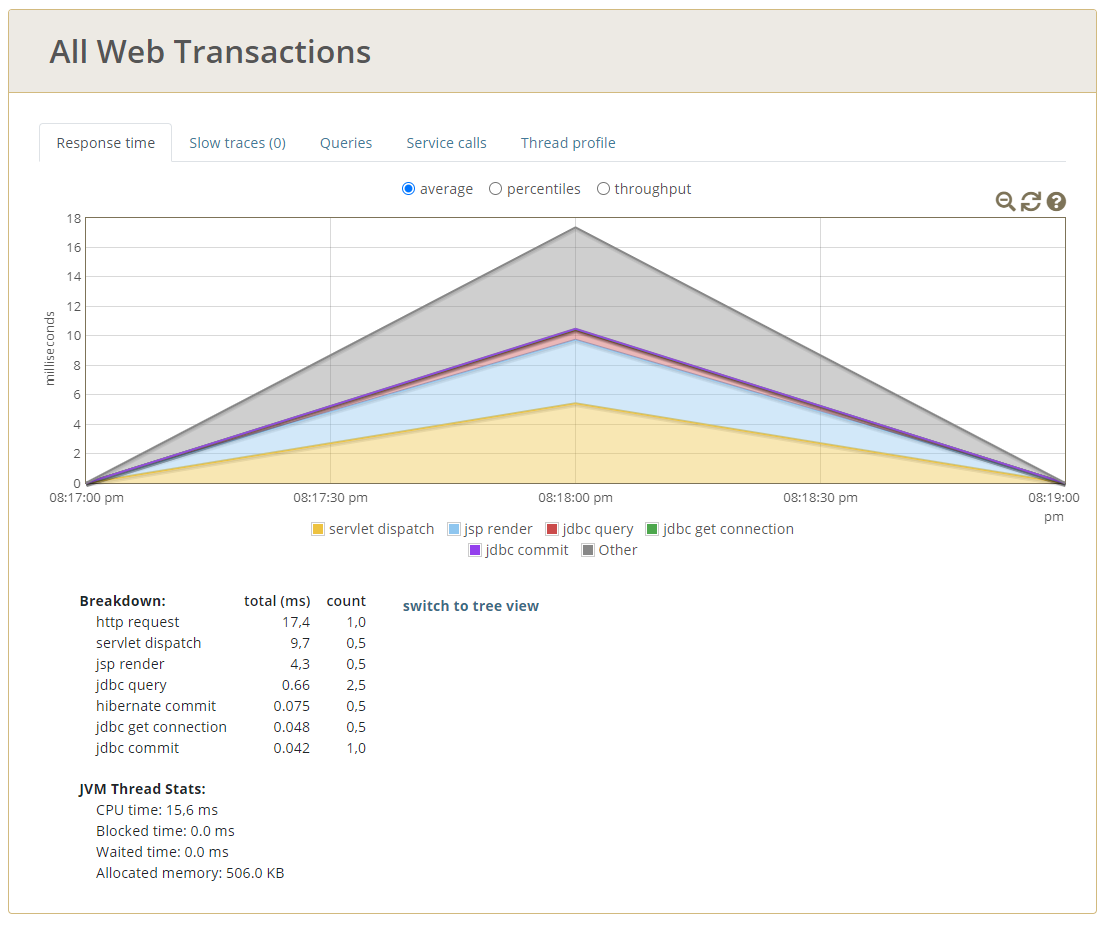 All Web Transactions
Response time Slow traces (0) Queries Service calls Thread profile
average percentiles throughput
18
16
14
12
10
8
6
4
2
0
milliseconds
08:17:00 pm 08:17:30 pm 08:18:00 pm 08:18:30 pm 08:19:00 pm
servlet dispatch jsp render jdbc query jdbc get connection
jdbc commit Other
Breakdown: total (ms) count switch to tree view
http request 17,4 1,0
servlet dispatch 9,7 0,5
jsp render 4,3 0,5
jdbc query 0.66 2,5
hibernate commit 0.075 0,5
jdbc get connection 0.048 0,5
jdbc commit 0.042 1,0
JVM Thread Stats:
CPU time: 15,6 ms
Blocked time: 0.0 ms
Waited time: 0.0 ms
Allocated memory: 506.0 KB